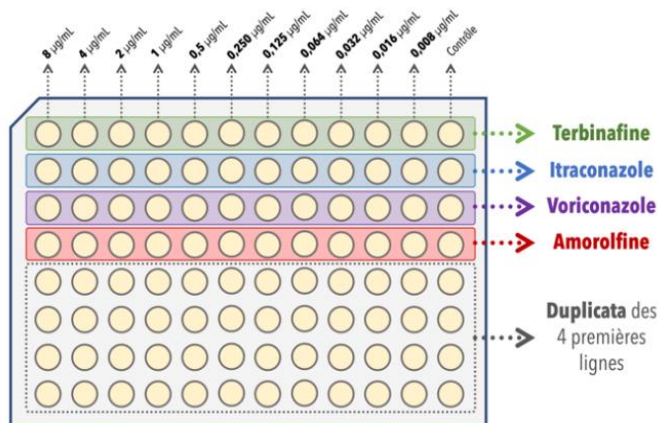 8 µg/mL
4 µg/mL
2 µg/mL
1 µg/mL
0,5 µg/mL
0,250 µg/mL
0,125 µg/mL
0,064 µg/mL
0,032 µg/mL
0,016 µg/mL
0,008 µg/mL
Contrôle
Terbinafine
Itraconazole
Voriconazole
Amorolfine
Duplicata des
4 premières
lignes